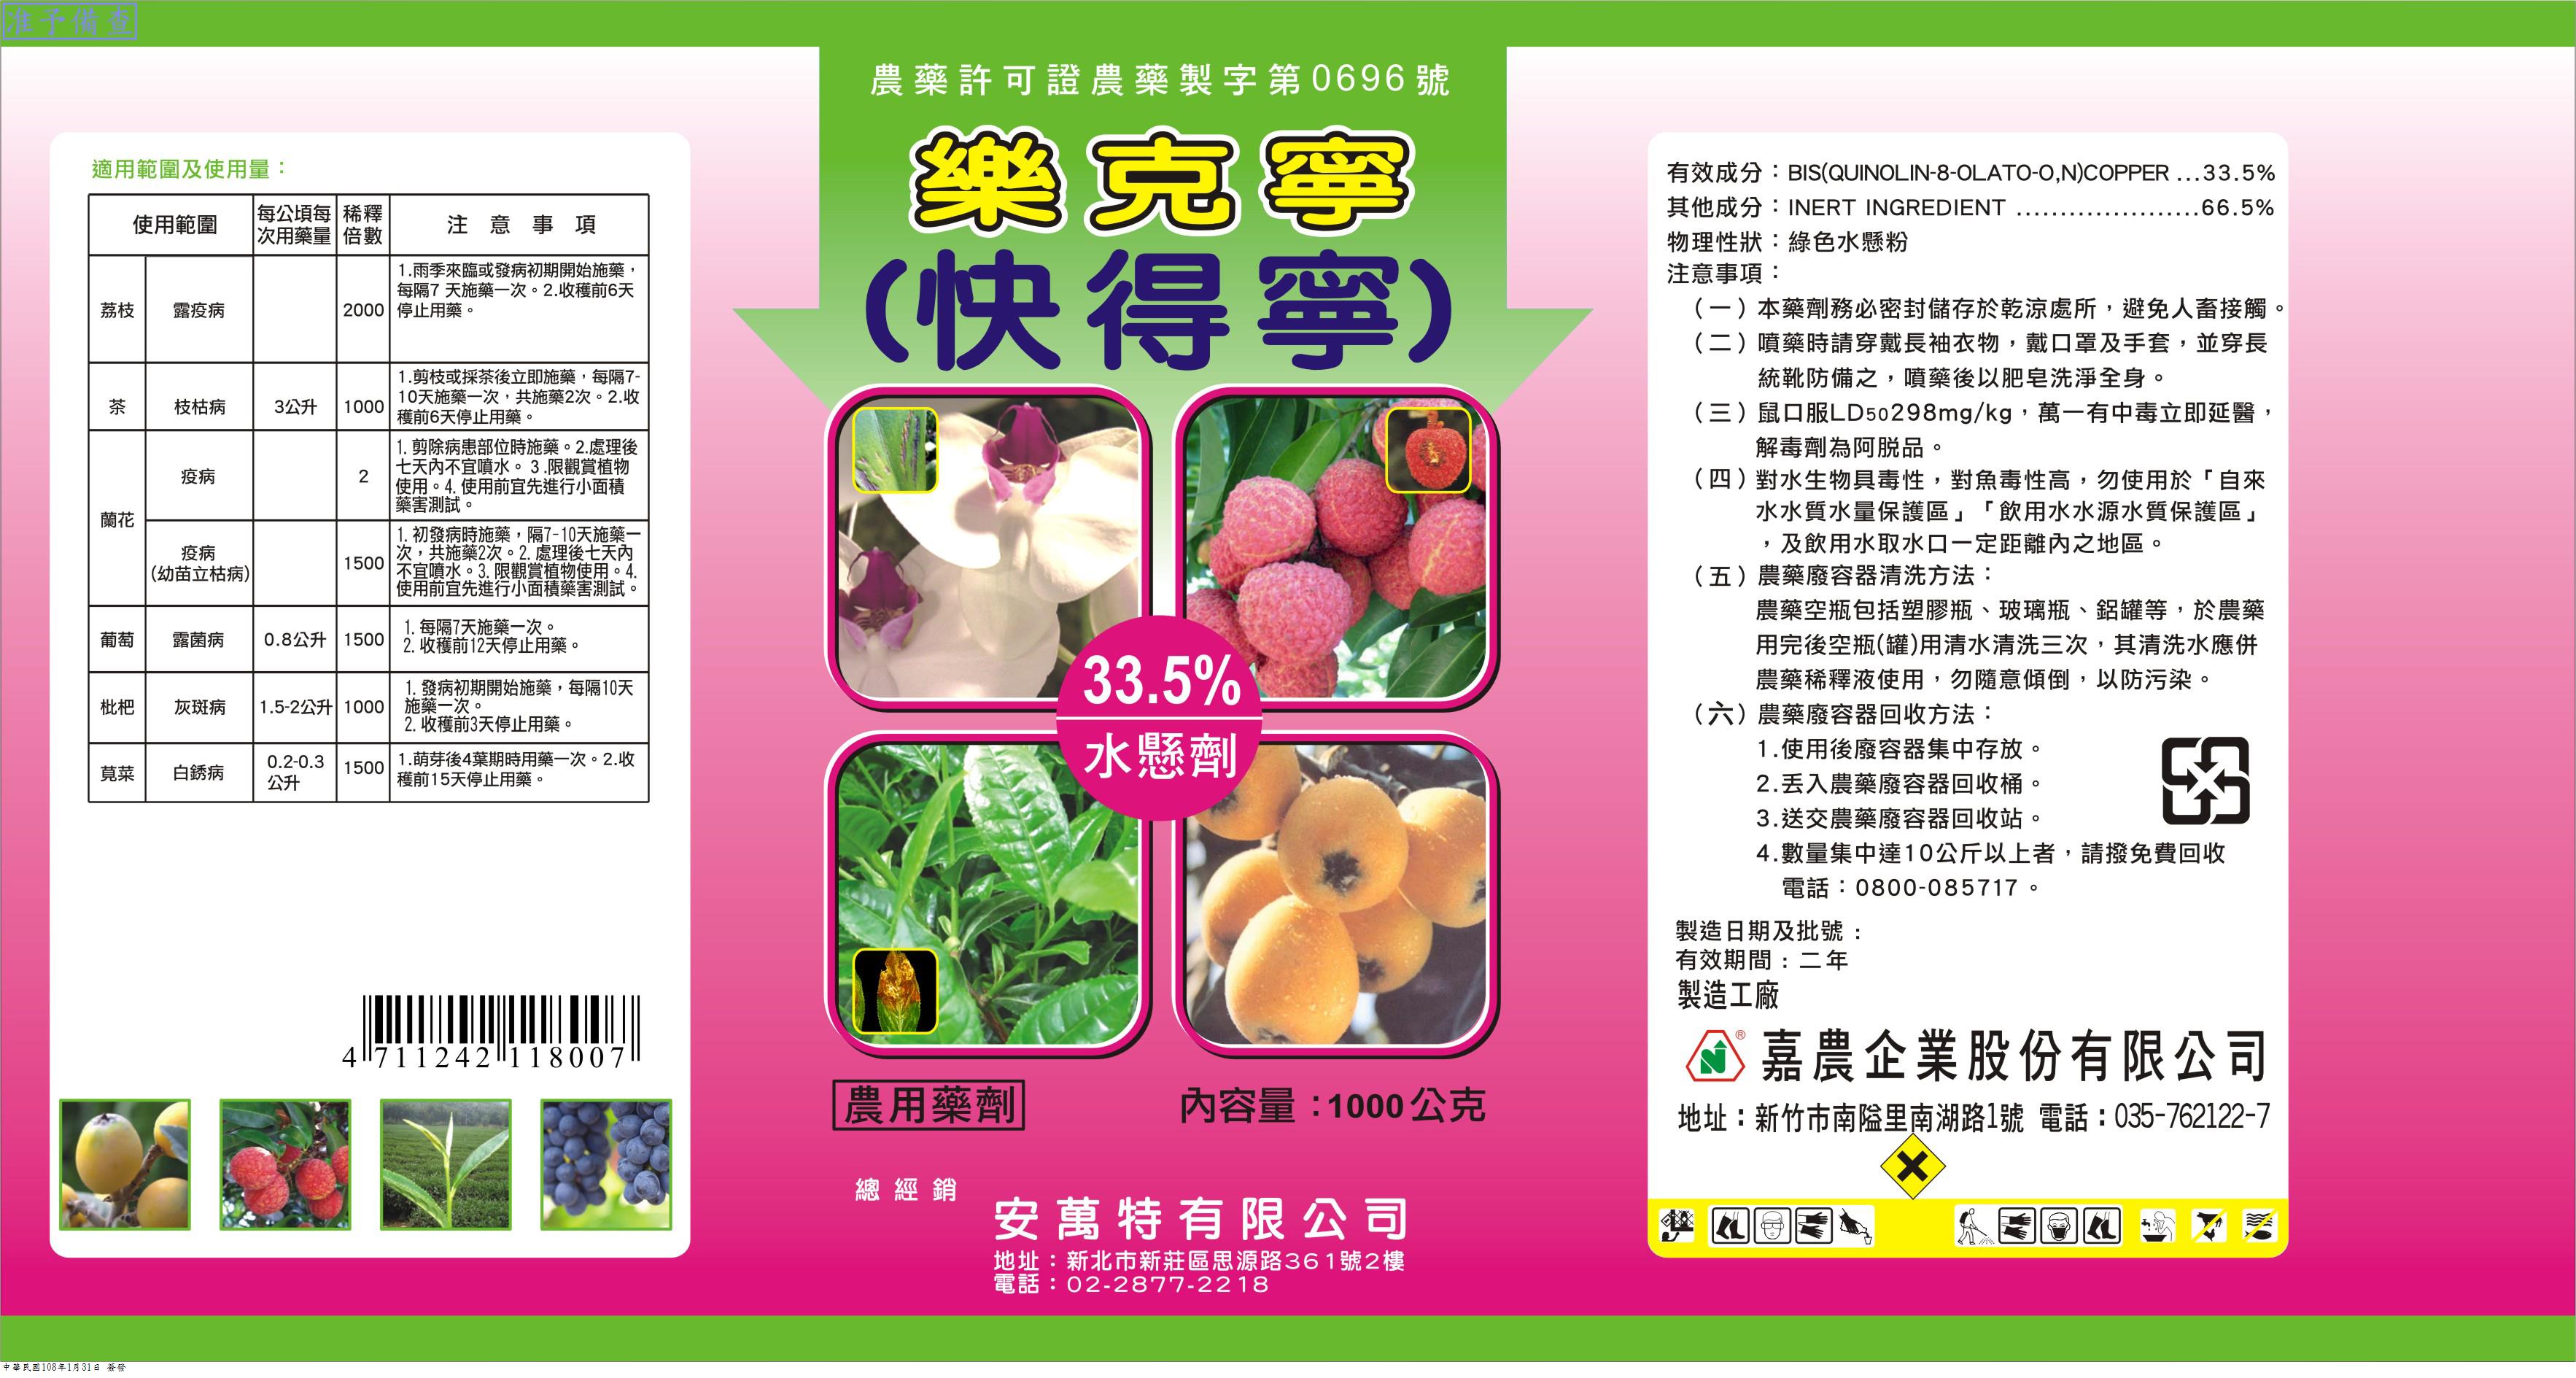 准予備查
農藥許可證農藥製字第0696號
樂克寧
(快得寧)
33.5%
水懸劑
農用藥劑
內容量：1000公克
總經銷
安萬特有限公司
地址：新北市新莊區思源路361號2樓
電話：02-2877-2218
適用範圍及使用量：
使用範圍 每公頃每次用藥量 稀釋倍數 注意事項
荔枝 露疫病 2000
1.雨季來臨或發病初期開始施藥，
每隔7 天施藥一次。2.收穫前6天
停止用藥。
茶 枝枯病 3公升 1000
1.剪枝或採茶後立即施藥，每隔7-
10天施藥一次，共施藥2次。2.收
穫前6天停止用藥。
蘭花
疫病 2
1. 剪除病患部位時施藥。2.處理後
七天內不宜噴水。 3 .限觀賞植物
使用。4. 使用前宜先進行小面積
藥害測試。
疫病
(幼苗立枯病) 1500
1. 初發病時施藥，隔7-10天施藥一
次，共施藥2次。2. 處理後七天內
不宜噴水。3. 限觀賞植物使用。4.
使用前宜先進行小面積藥害測試。
葡萄 露菌病 0.8公升 1500
1. 每隔7天施藥一次。
2. 收穫前12天停止用藥。
枇杷 灰斑病 1.5-2公升 1000
1. 發病初期開始施藥，每隔10天
施藥一次。
2. 收穫前3天停止用藥。
莧菜 白銹病 0.2-0.3公升 1500
1.萌芽後4葉期時用藥一次。2.收
穫前15天停止用藥。
4 711242 118007
有效成分：BIS(QUINOLIN-8-OLATO-O,N)COPPER ...33.5%
其他成分：INERT INGREDIENT .....................66.5%
物理性狀：綠色水懸粉
注意事項：
（一）本藥劑務必密封儲存於乾涼處所，避免人畜接觸。
（二）噴藥時請穿戴長袖衣物，戴口罩及手套，並穿長
統靴防備之，噴藥後以肥皂洗淨全身。
（三）鼠口服LD50298mg/kg，萬一有中毒立即延醫，
解毒劑為阿脫品。
（四）對水生物具毒性，對魚毒性高，勿使用於「自來
水水質水量保護區」「飲用水水源水質保護區」
，及飲用水取水口一定距離內之地區。
（五）農藥廢容器清洗方法：
農藥空瓶包括塑膠瓶、玻璃瓶、鋁罐等，於農藥
用完後空瓶(罐)用清水清洗三次，其清洗水應併
農藥稀釋液使用，勿隨意傾倒，以防污染。
（六）農藥廢容器回收方法：
1.使用後廢容器集中存放。
2.丟入農藥廢容器回收桶。
3.送交農藥廢容器回收站。
4.數量集中達10公斤以上者，請撥免費回收
電話：0800-085717。
製造日期及批號：
有效期間：二年
製造工廠
N®
嘉農企業股份有限公司
地址：新竹市南隘里南湖路1號 電話：035-762122-7
中華民國108年1月31日 簽發